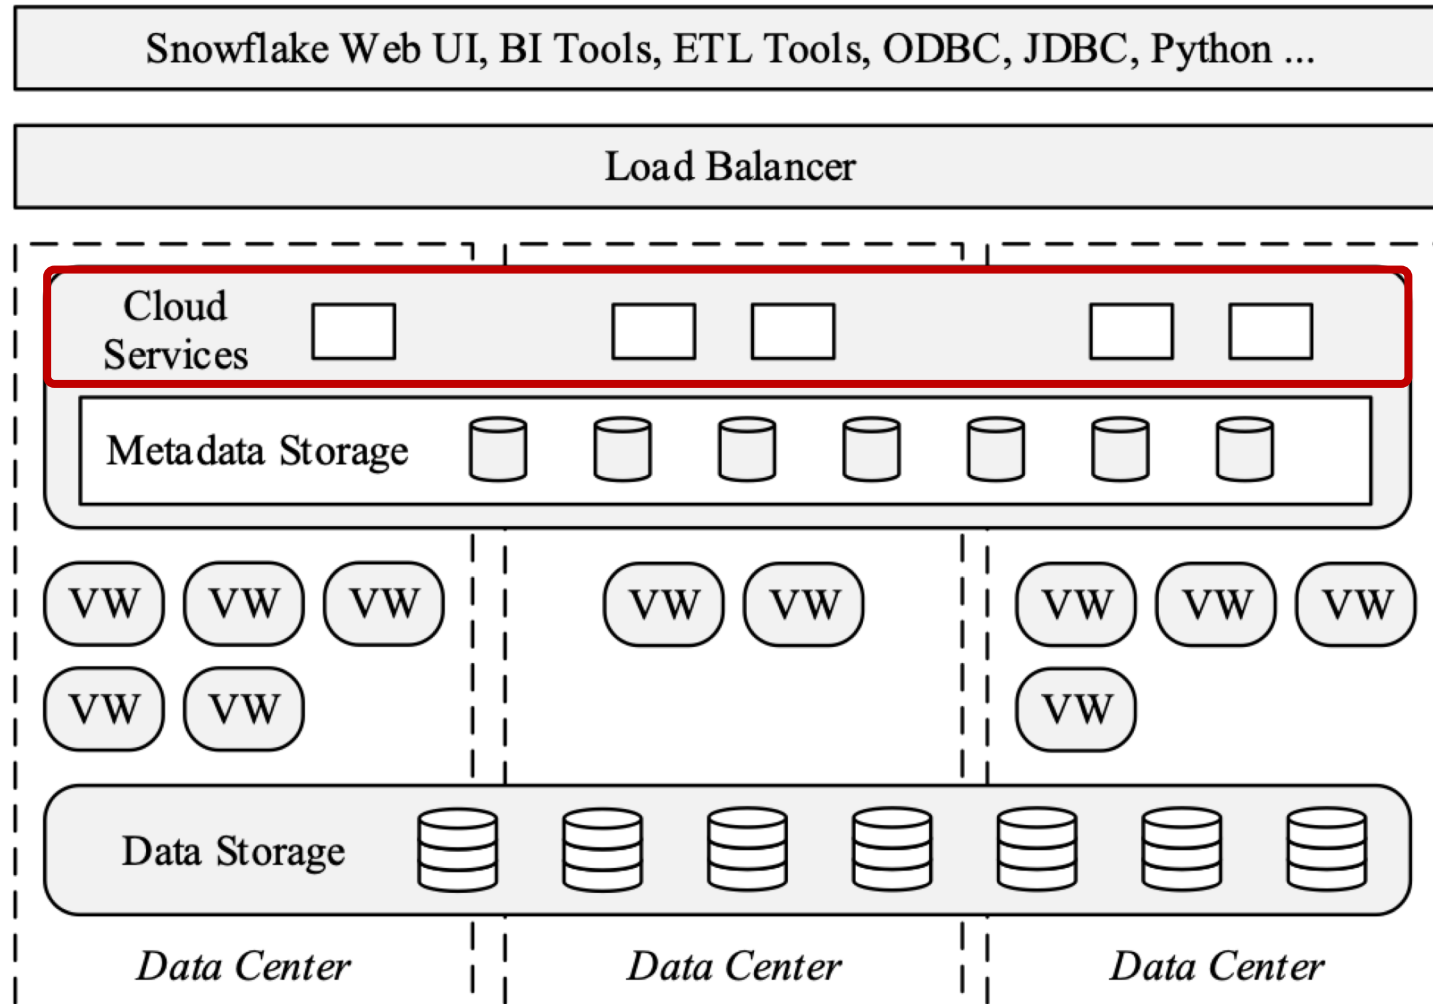 Snowflake Web UI, BI Tools, ETL Tools, ODBC, JDBC, Python ...
Load Balancer
Cloud
Services
Metadata Storage
VW VW VW VW VW VW VW VW
VW VW VW
Data Storage
Data Center Data Center Data Center